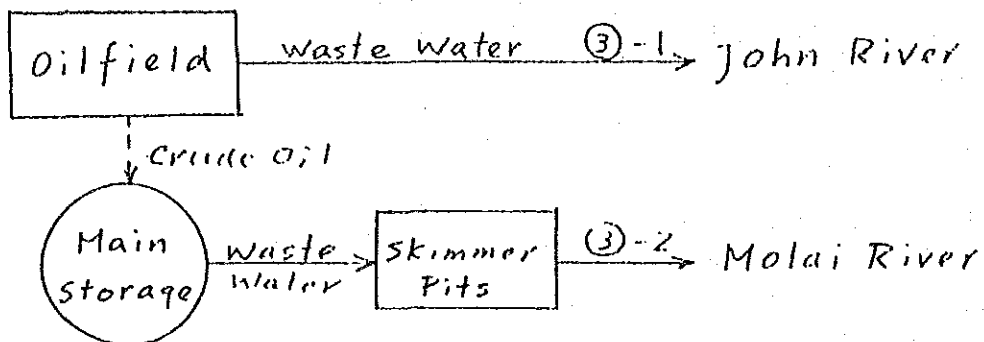 Oilfield
Waste Water
③-1
John River
Crude Oil
Main
Storage
Waste
Water
Skimmer
Pits
③-2
Molai River